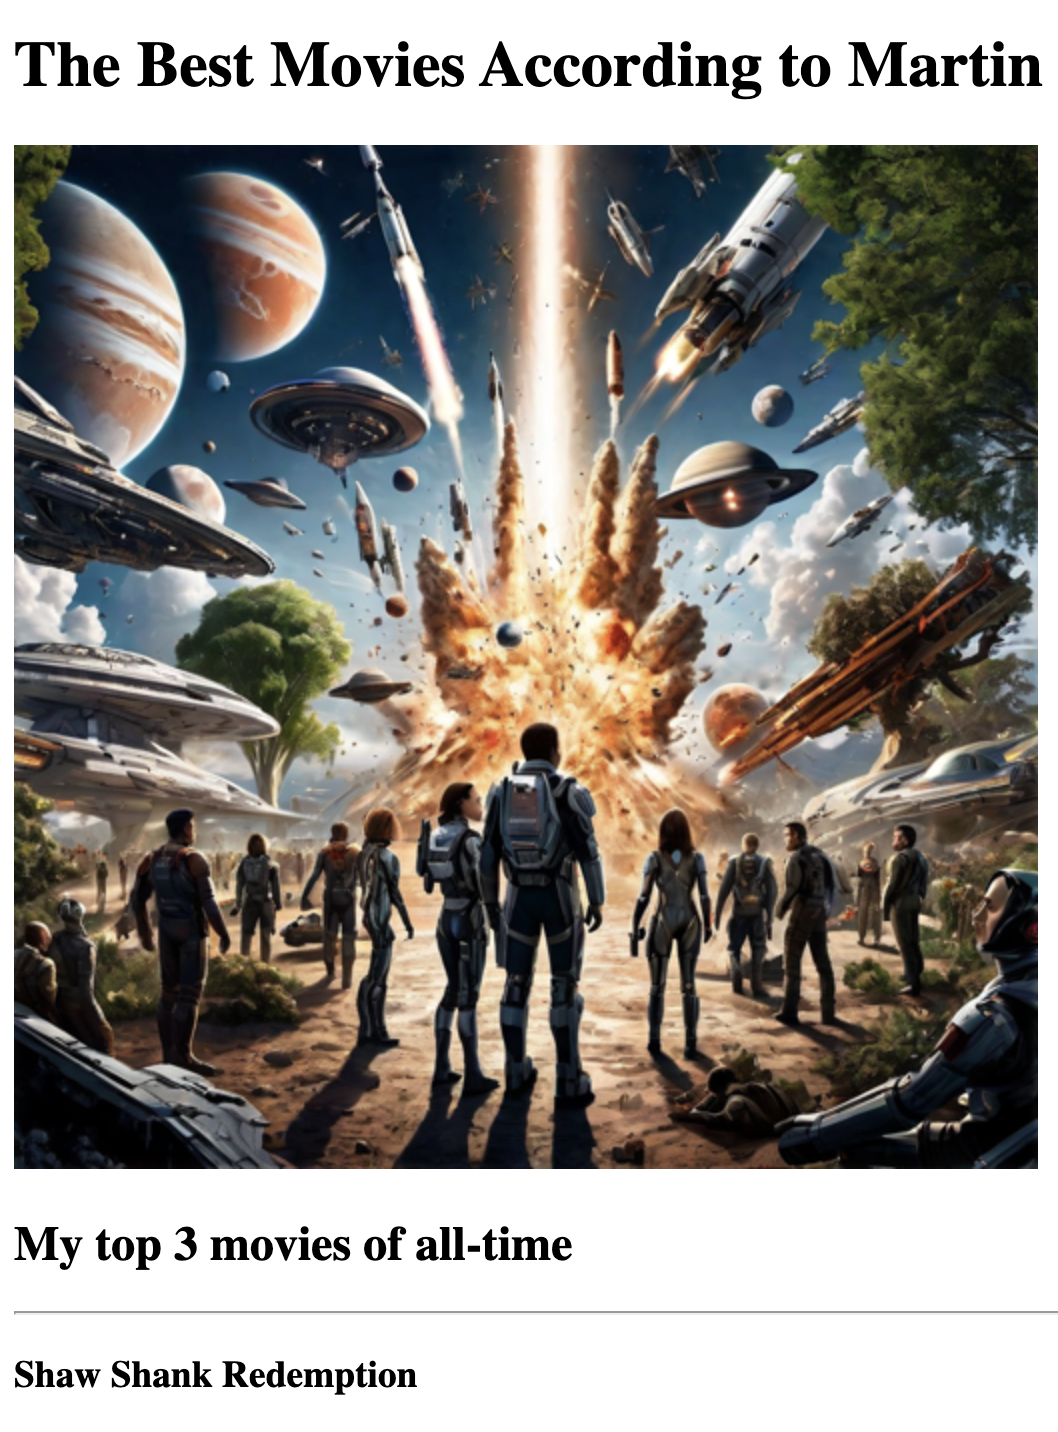 The Best Movies According to Martin
My top 3 movies of all-time
Shaw Shank Redemption